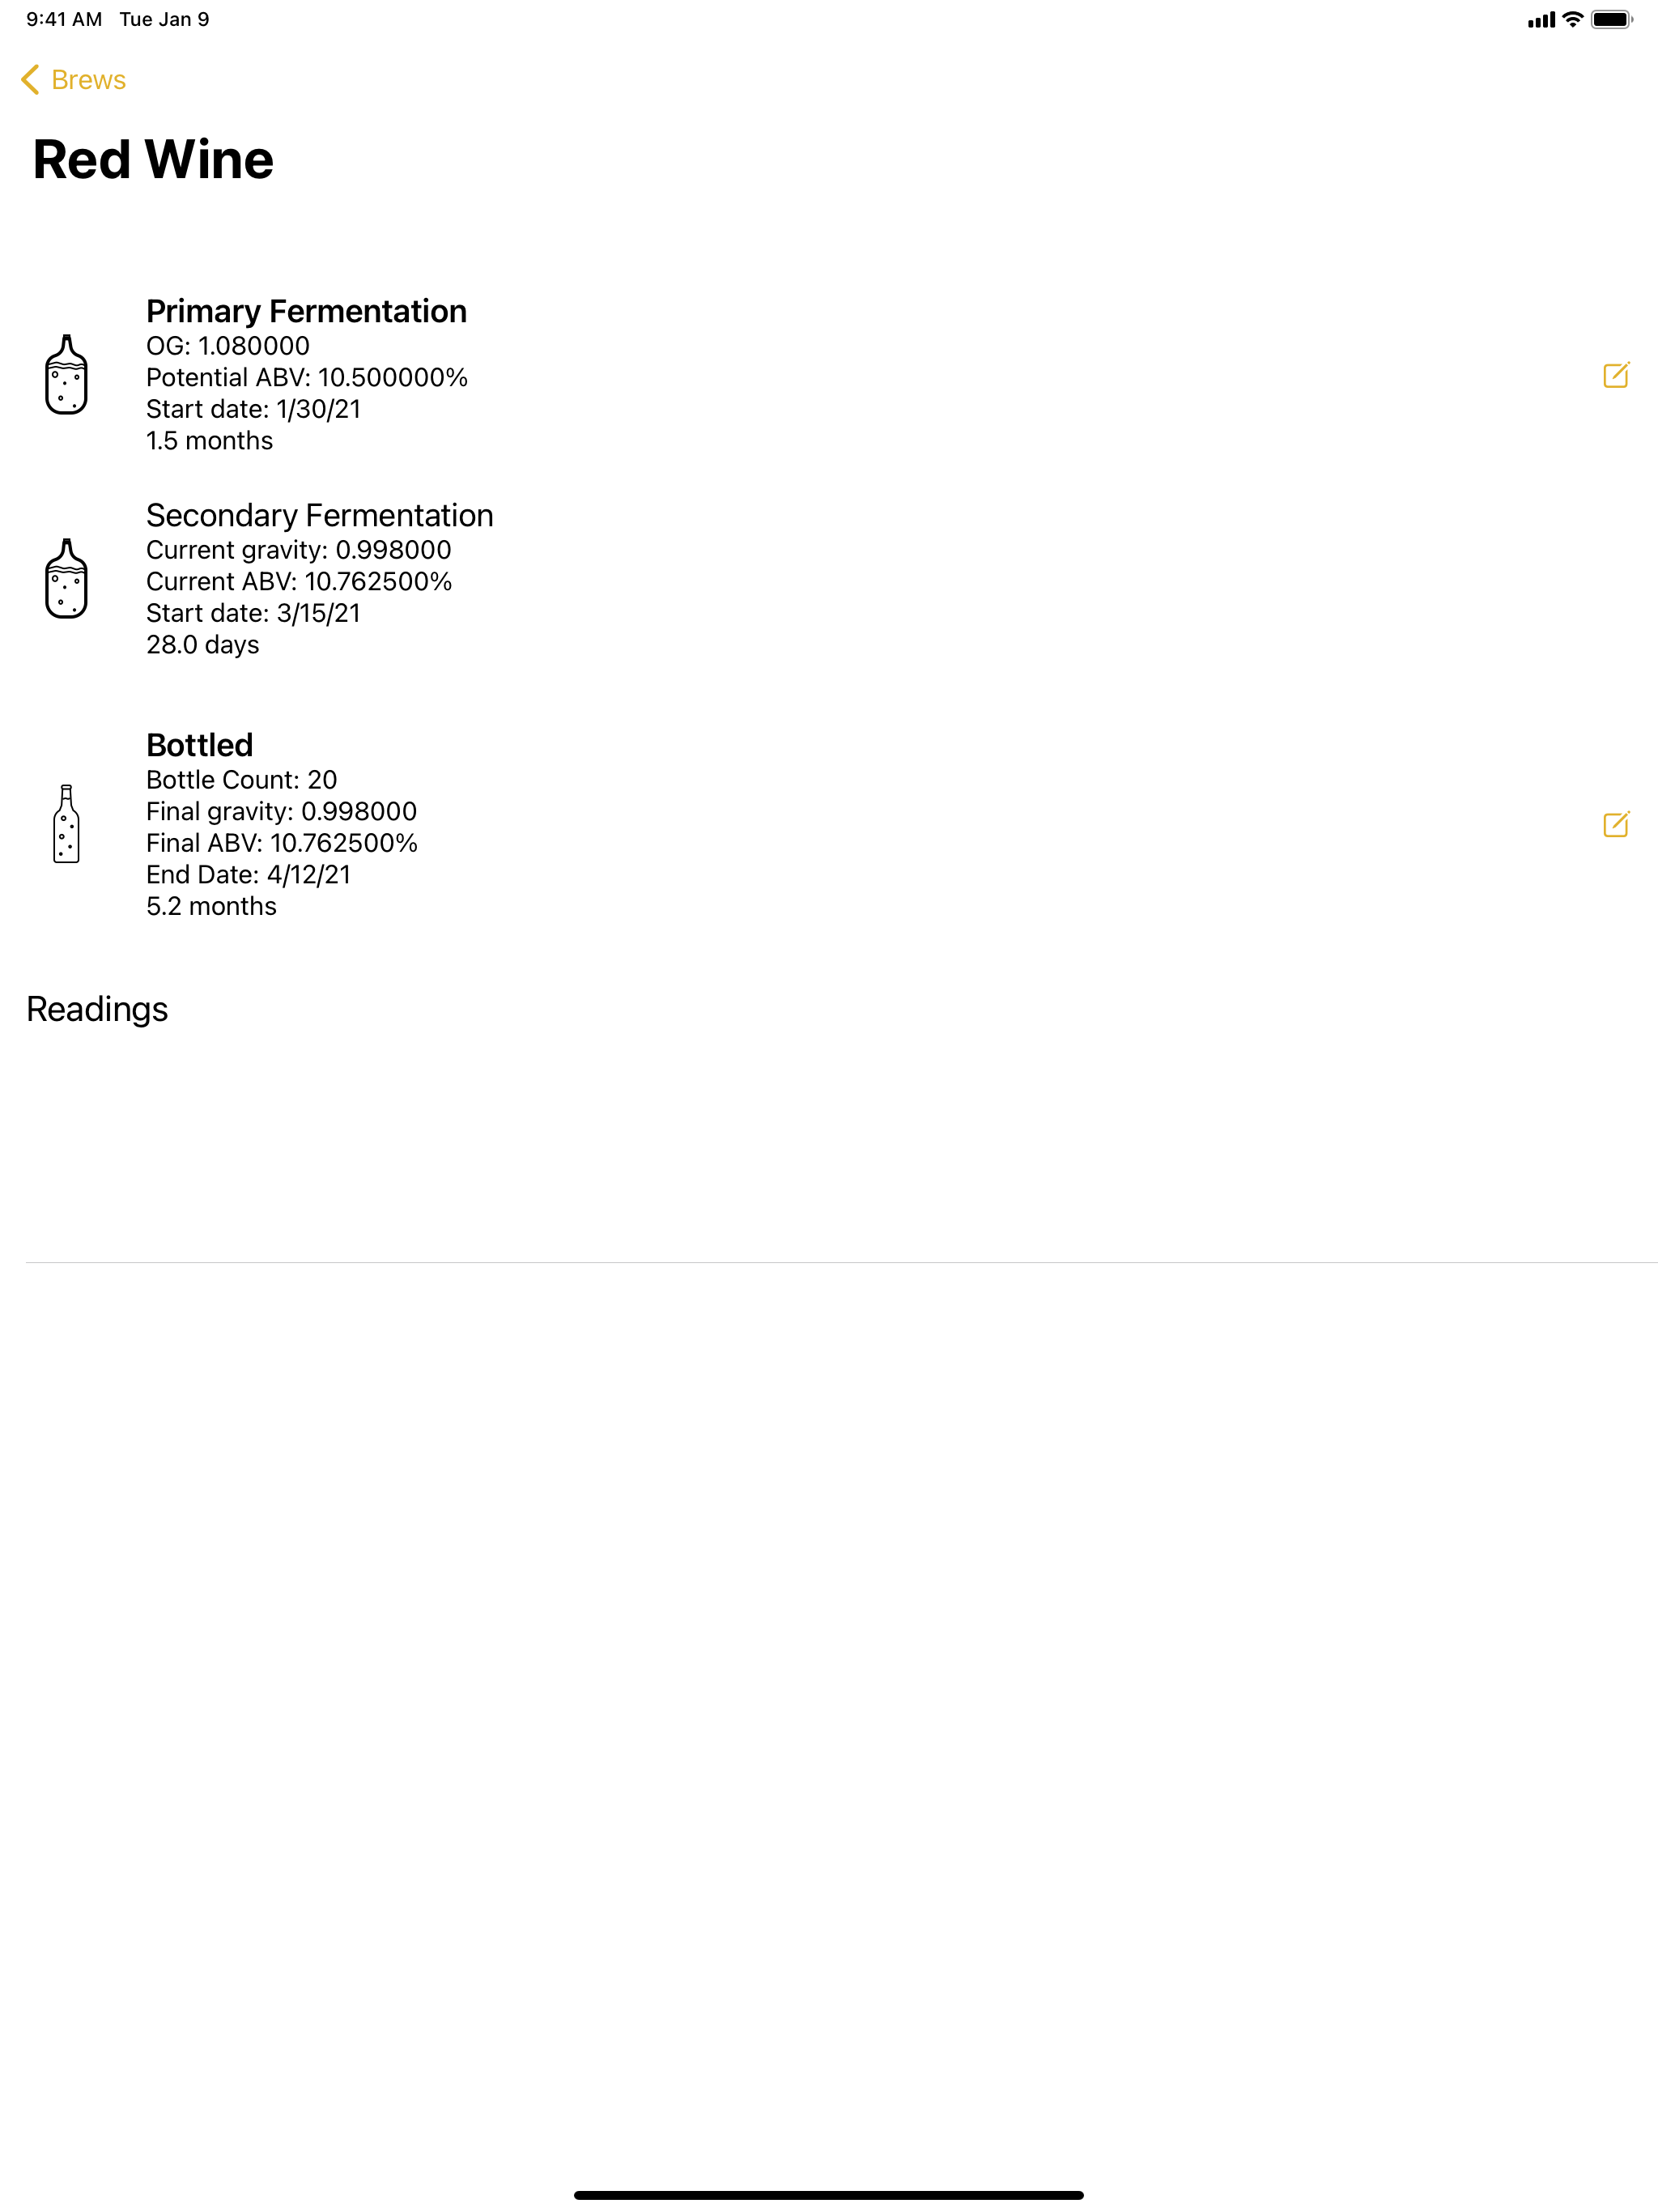 9:41 AM Tue Jan 9
Brews
Red Wine
Primary Fermentation
OG: 1.080000
Potential ABV: 10.500000%
Start date: 1/30/21
1.5 months
Secondary Fermentation
Current gravity: 0.998000
Current ABV: 10.762500%
Start date: 3/15/21
28.0 days
Bottled
Bottle Count: 20
Final gravity: 0.998000
Final ABV: 10.762500%
End Date: 4/12/21
5.2 months
Readings